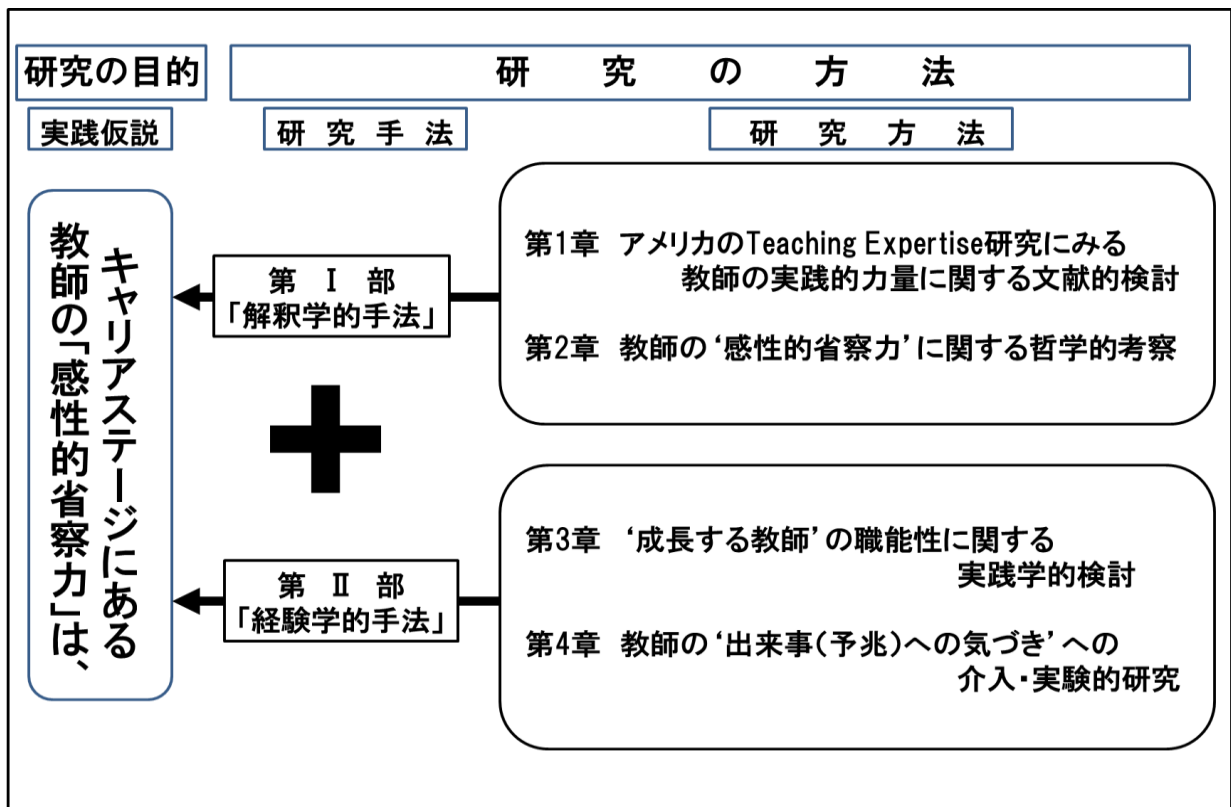 研究の目的
研究の方法
実践仮説
研究手法
研究方法
キャリアステージにある
教師の「感性的省察力」は、
第Ⅰ部
「解釈学的手法」
第1章 アメリカのTeaching Expertise研究にみる
教師の実践的力量に関する文献的検討
第2章 教師の‘感性的省察力’に関する哲学的考察
第Ⅱ部
「経験学的手法」
第3章 ‘成長する教師’の職能性に関する
実践学的検討
第4章 教師の‘出来事(予兆)への気づき’への
介入・実験的研究